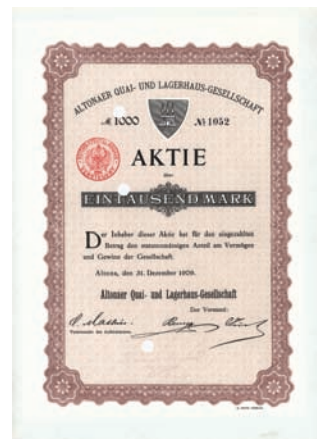 ALTONAER QUAI- UND LAGERHAUS-GESELLSCHAFT
ℳ 1000 № 1052
AKTIE
über
EINTAUSEND MARK
Der Inhaber dieser Aktie hat für den eingezahlten
Betrag den statutenmässigen Anteil am Vermögen
und Gewinn der Gesellschaft.
Altona, den 31. Dezember 1909.
Altonaer Quai- und Lagerhaus-Gesellschaft
Der Vorstand: